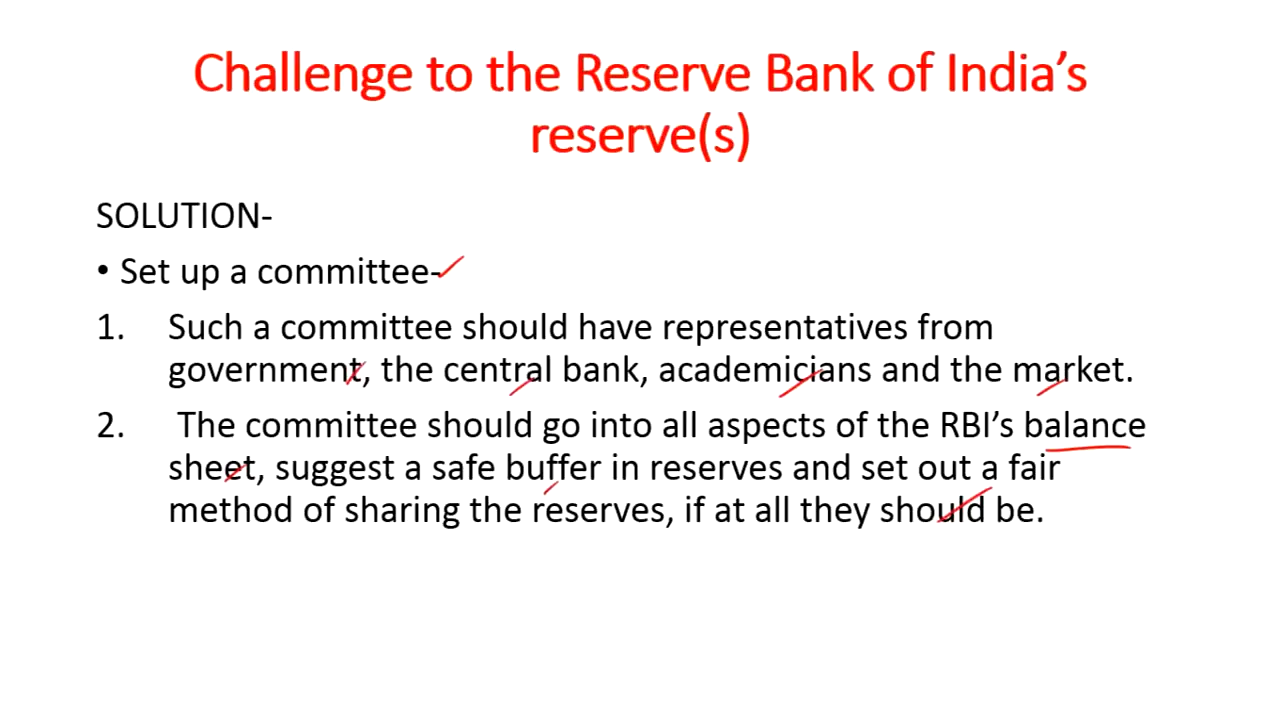 Challenge to the Reserve Bank of India’s
reserve(s)
SOLUTION-
• Set up a committee-
1. Such a committee should have representatives from
government, the central bank, academicians and the market.
2. The committee should go into all aspects of the RBI’s balance
sheet, suggest a safe buffer in reserves and set out a fair
method of sharing the reserves, if at all they should be.